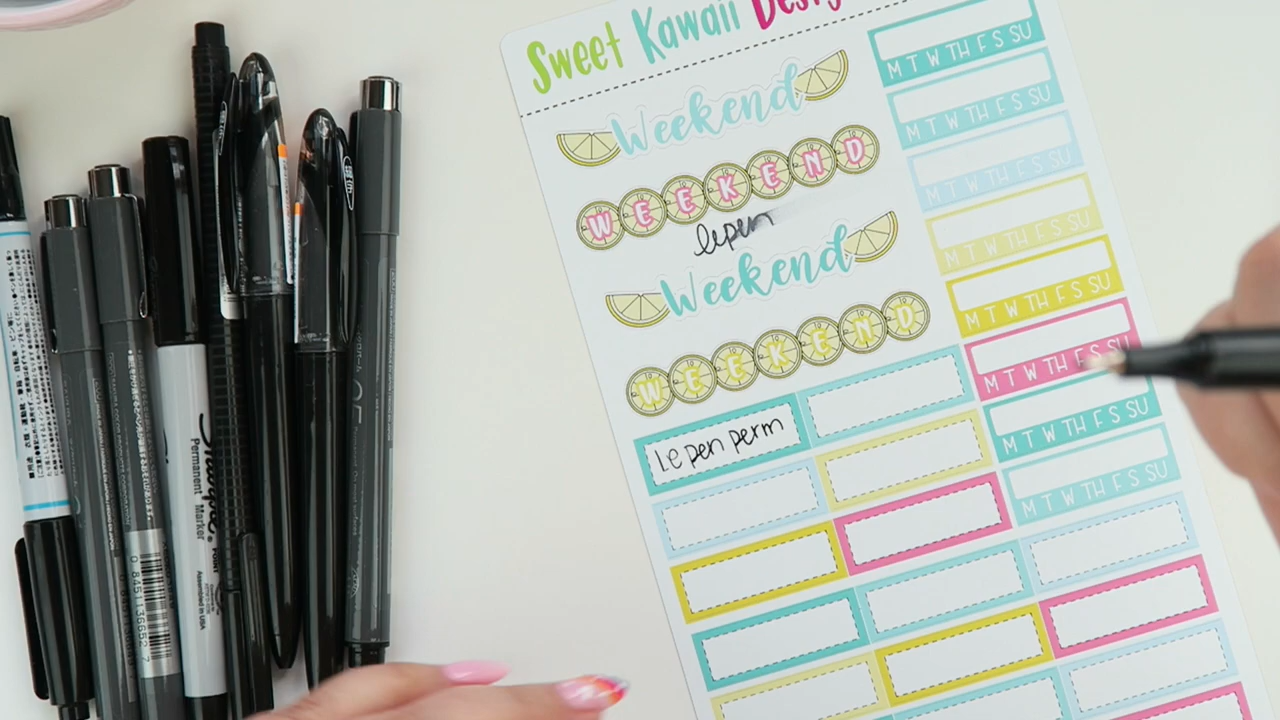 Sweet Kawaii Design
Weekend
WEEKEND
lepen
Weekend
WEEKEND
Le pen perm
M T W TH F S SU
M T W TH F S SU
M T W TH F S SU
M T W TH F S SU
M T W TH F S SU
M T W TH F S SU
M T W TH F S SU
M T W TH F S SU
Sharpie
Permanent Marker